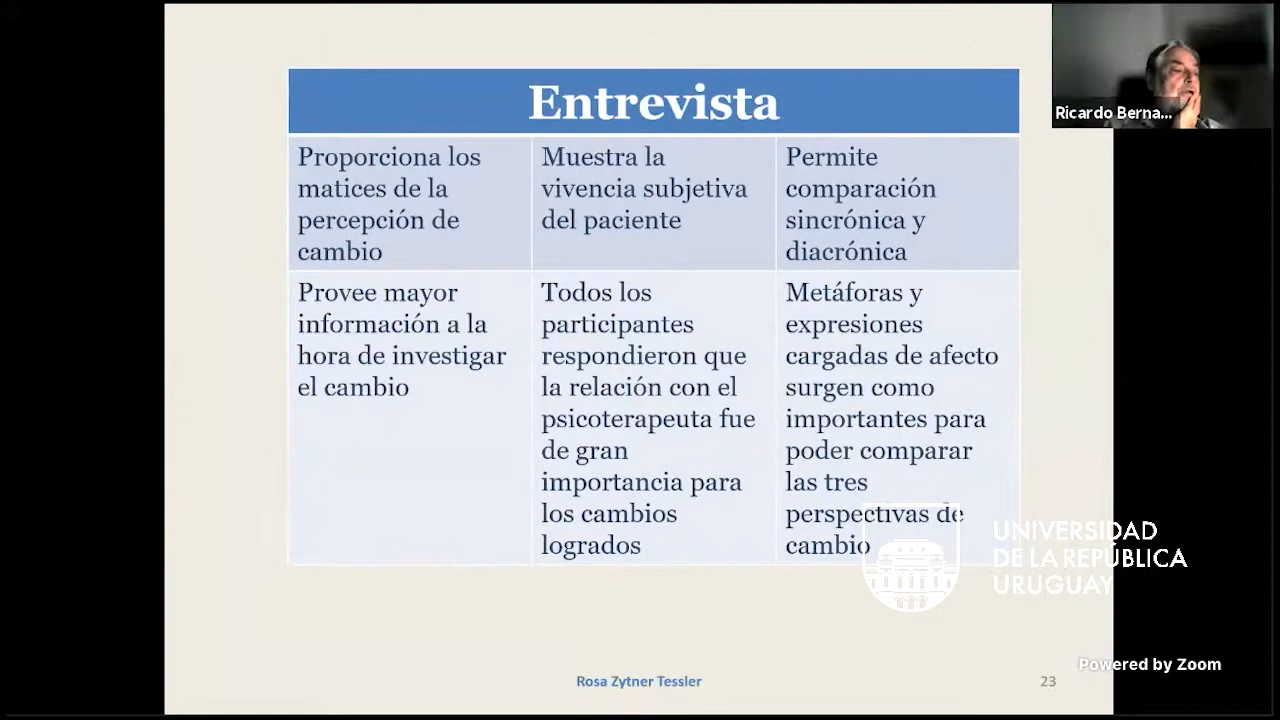 Entrevista
Proporciona los
matices de la
percepción de
cambio
Muestra la
vivencia subjetiva
del paciente
Permite
comparación
sincrónica y
diacrónica
Provee mayor
información a la
hora de investigar
el cambio
Todos los
participantes
respondieron que
la relación con el
psicoterapeuta fue
de gran
importancia para
los cambios
logrados
Metáforas y
expresiones
cargadas de afecto
surgen como
importantes para
poder comparar
las tres
perspectivas de
cambio
Rosa Zytner Tessler
23
Ricardo Berna...
UNIVERSIDAD
DE LA REPÚBLICA
URUGUAY
Powered by Zoom